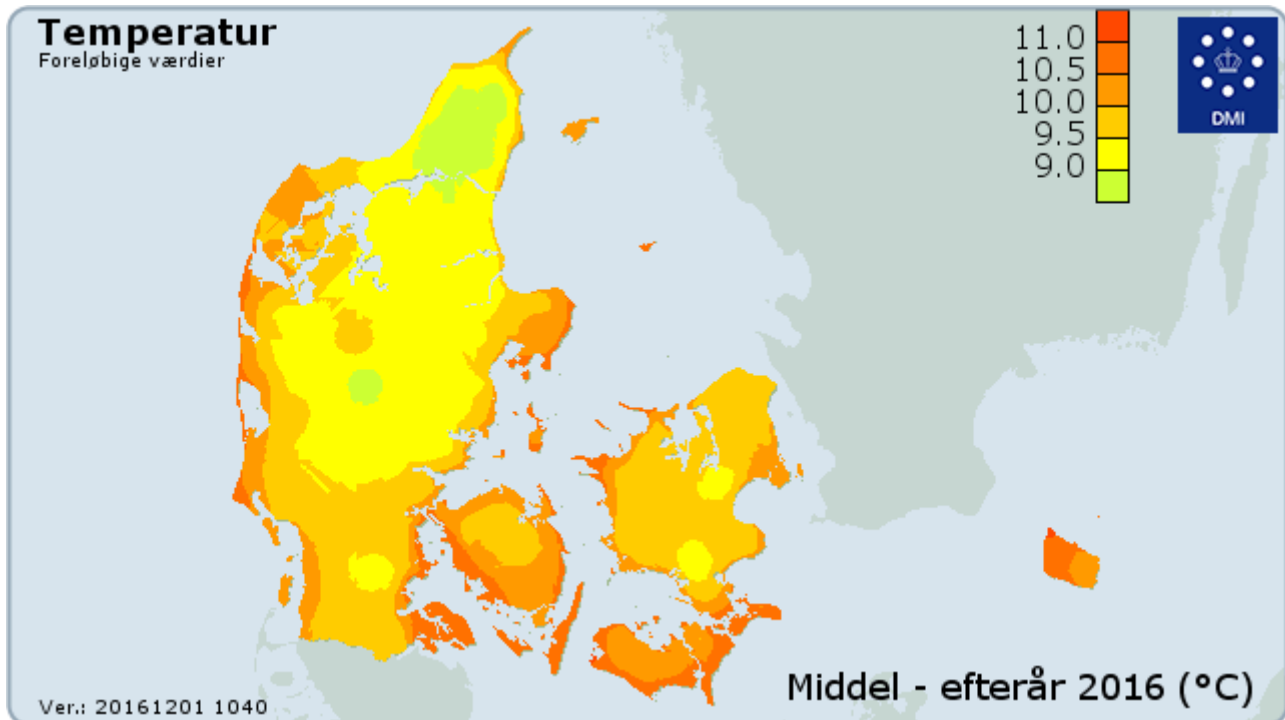 Temperatur
Foreløbige værdier
11.0
10.5
10.0
9.5
9.0
DMI
Middel - efterår 2016 (°C)
Ver.: 20161201 1040